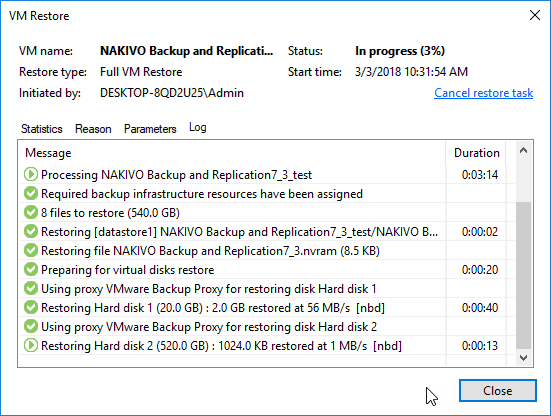 VM Restore
VM name: NAKIVO Backup and Replicati... Status: In progress (3%)
Restore type: Full VM Restore Start time: 3/3/2018 10:31:54 AM
Initiated by: DESKTOP-8QD2U25\Admin Cancel restore task
Statistics Reason Parameters Log
Message Duration
Processing NAKIVO Backup and Replication7_3_test 0:03:14
Required backup infrastructure resources have been assigned
8 files to restore (540.0 GB)
Restoring [datastore1] NAKIVO Backup and Replication7_3_test/NAKIVO B... 0:00:02
Restoring file NAKIVO Backup and Replication7_3.nvram (8.5 KB)
Preparing for virtual disks restore 0:00:20
Using proxy VMware Backup Proxy for restoring disk Hard disk 1
Restoring Hard disk 1 (20.0 GB) : 2.0 GB restored at 56 MB/s [nbd] 0:00:40
Using proxy VMware Backup Proxy for restoring disk Hard disk 2
Restoring Hard disk 2 (520.0 GB) : 1024.0 KB restored at 1 MB/s [nbd] 0:00:13
Close